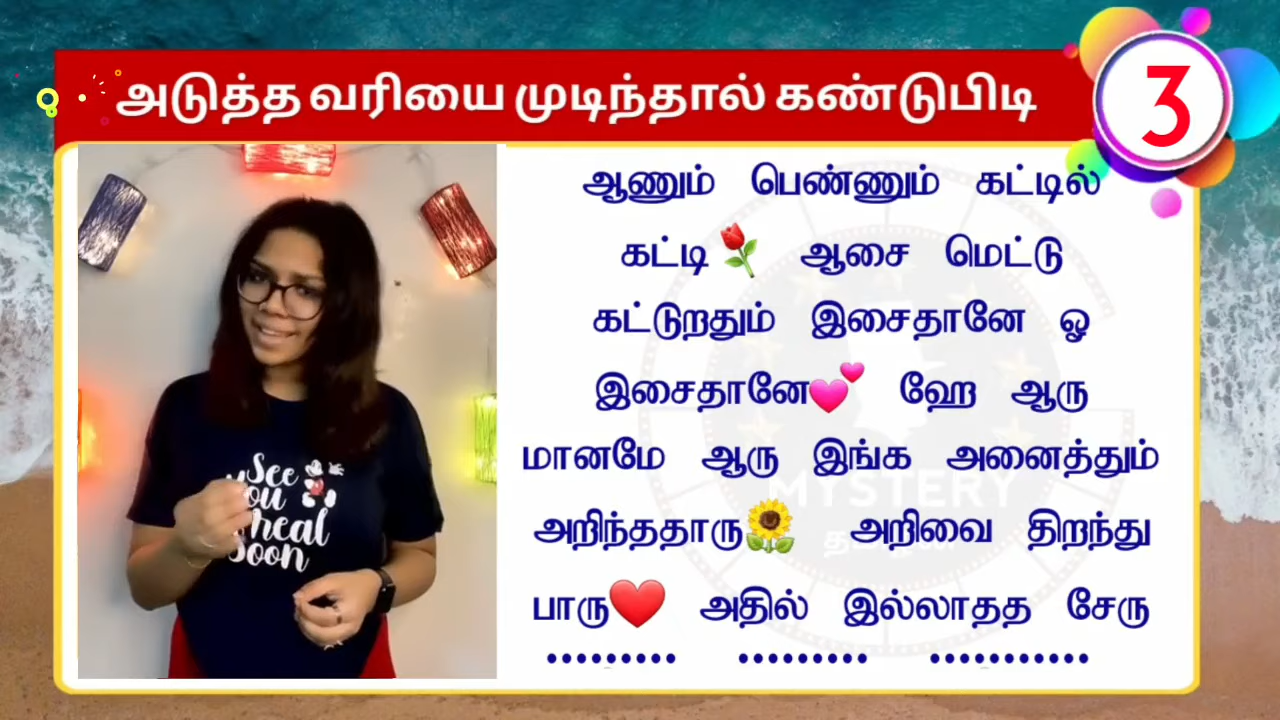 அடுத்த வரியை முடிந்தால் கண்டுபிடி
3
ஆணும் பெண்ணும் கட்டில்
கட்டி🌹 ஆசை மெட்டு
கட்டுறதும் இசைதானே ஓ
இசைதானே💕 ஹே ஆரு
மானமே ஆரு இங்க அனைத்தும்
அறிந்ததாரு🌻 அறிவை திறந்து
பாரு❤️ அதில் இல்லாதத சேரு
......... ......... ...........
See
you
real
Soon
MYSTERY